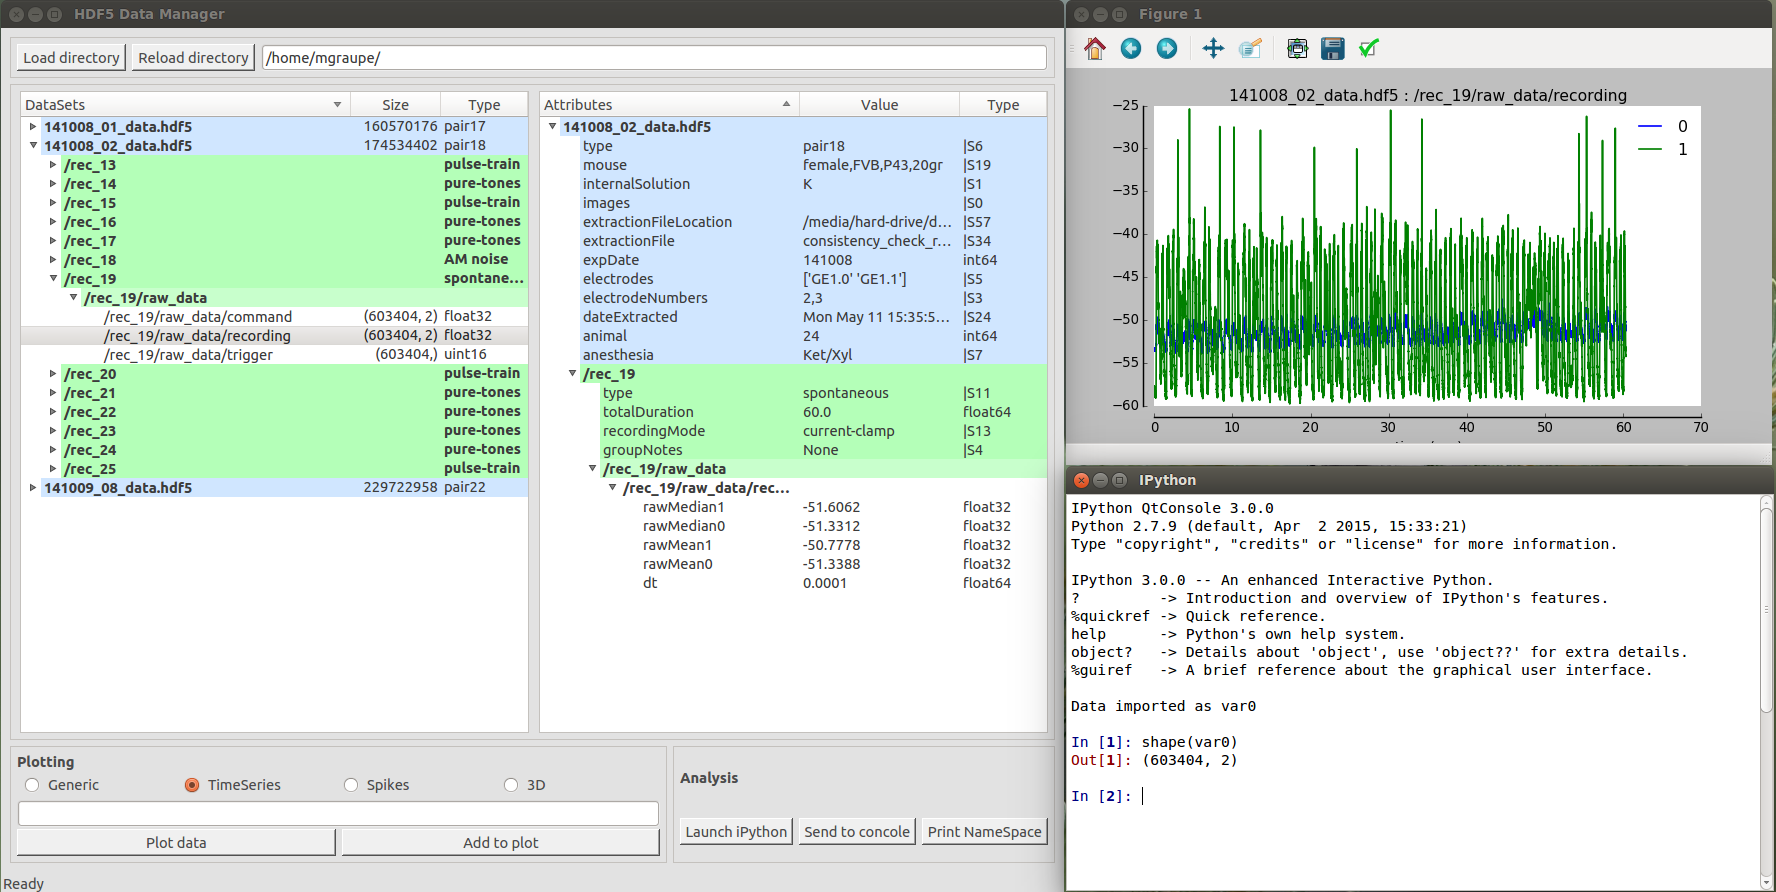 HDF5 Data Manager
Load directory Reload directory /home/mgraupe/
DataSets Size Type
141008_01_data.hdf5 160570176 pair17
141008_02_data.hdf5 174534402 pair18
/rec_13 pulse-train
/rec_14 pure-tones
/rec_15 pulse-train
/rec_16 pure-tones
/rec_17 pure-tones
/rec_18 AM noise
/rec_19 spontane...
/rec_19/raw_data
/rec_19/raw_data/command (603404, 2) float32
/rec_19/raw_data/recording (603404, 2) float32
/rec_19/raw_data/trigger (603404,) uint16
/rec_20 pulse-train
/rec_21 pure-tones
/rec_22 pure-tones
/rec_23 pure-tones
/rec_24 pure-tones
/rec_25 pulse-train
141009_08_data.hdf5 229722958 pair22
Attributes Value Type
141008_02_data.hdf5
type pair18 |S6
mouse female,FVB,P43,20gr |S19
internalSolution K |S1
images |S0
extractionFileLocation /media/hard-drive/d... |S57
extractionFile consistency_check_r... |S34
expDate 141008 int64
electrodes ['GE1.0' 'GE1.1'] |S5
electrodeNumbers 2,3 |S3
dateExtracted Mon May 11 15:35:5... |S24
animal 24 int64
anesthesia Ket/Xyl |S7
/rec_19
type spontaneous |S11
totalDuration 60.0 float64
recordingMode current-clamp |S13
groupNotes None |S4
/rec_19/raw_data
/rec_19/raw_data/rec...
rawMedian1 -51.6062 float32
rawMedian0 -51.3312 float32
rawMean1 -50.7778 float32
rawMean0 -51.3388 float32
dt 0.0001 float64
Plotting
Generic TimeSeries Spikes 3D
Plot data Add to plot
Analysis
Launch iPython Send to concole Print NameSpace
Ready
Figure 1
141008_02_data.hdf5 : /rec_19/raw_data/recording
−25
−30
−35
−40
−45
−50
−55
−60
0 10 20 30 40 50 60 70
0
1
IPython
IPython QtConsole 3.0.0
Python 2.7.9 (default, Apr  2 2015, 15:33:21)
Type "copyright", "credits" or "license" for more information.
IPython 3.0.0 -- An enhanced Interactive Python.
? -> Introduction and overview of IPython's features.
%quickref -> Quick reference.
help -> Python's own help system.
object? -> Details about 'object', use 'object??' for extra details.
%guiref -> A brief reference about the graphical user interface.
Data imported as var0
In [1]: shape(var0)
Out[1]: (603404, 2)
In [2]: